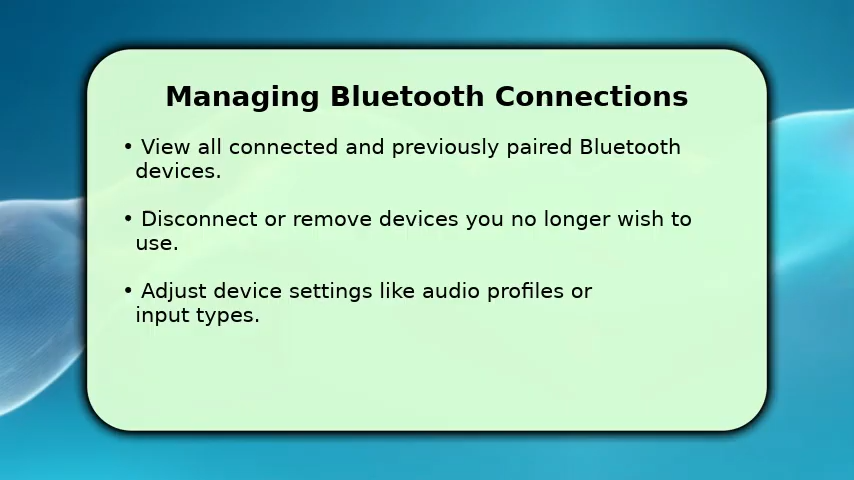 Managing Bluetooth Connections
• View all connected and previously paired Bluetooth
devices.
• Disconnect or remove devices you no longer wish to
use.
• Adjust device settings like audio profiles or
input types.